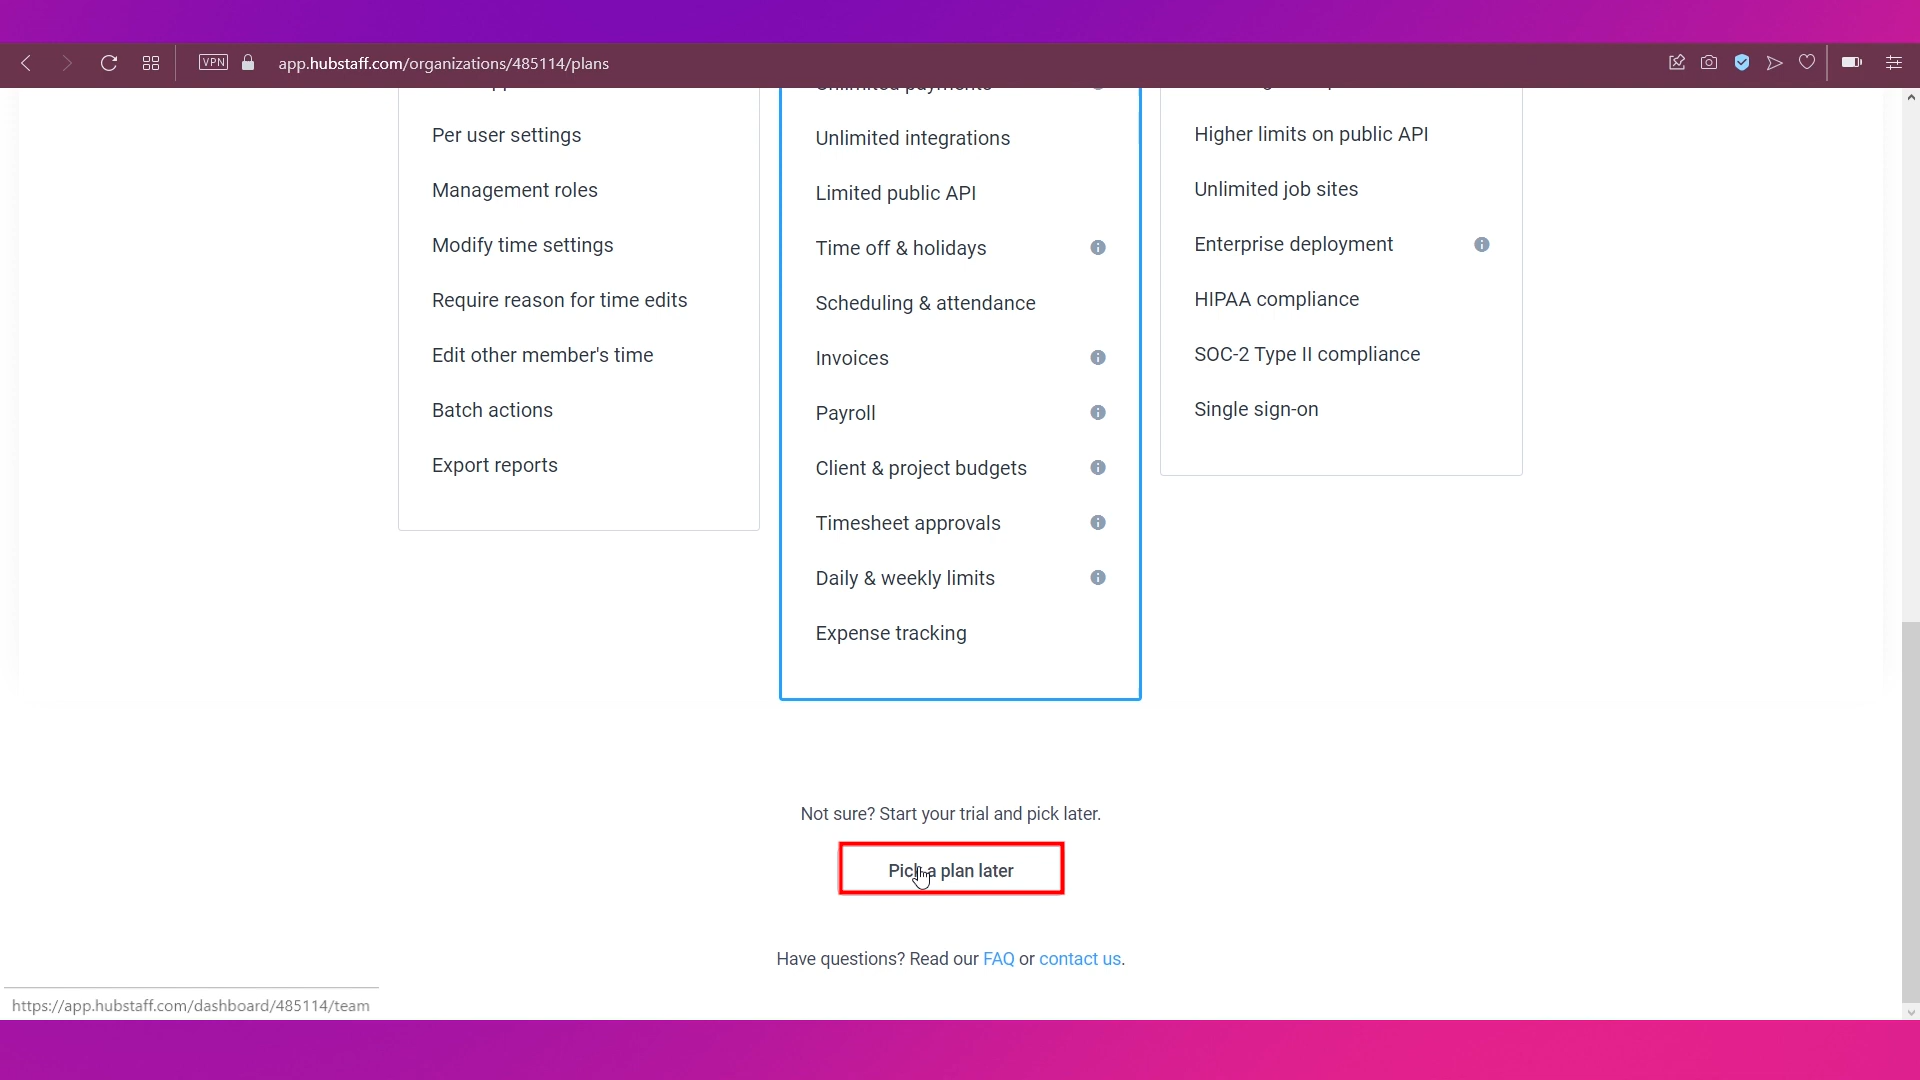 VPN
app.hubstaff.com/organizations/485114/plans
Per user settings
Management roles
Modify time settings
Require reason for time edits
Edit other member's time
Batch actions
Export reports
Unlimited payments
Unlimited integrations
Limited public API
Time off & holidays
Scheduling & attendance
Invoices
Payroll
Client & project budgets
Timesheet approvals
Daily & weekly limits
Expense tracking
Higher limits on public API
Unlimited job sites
Enterprise deployment
HIPAA compliance
SOC-2 Type II compliance
Single sign-on
Not sure? Start your trial and pick later.
Pick a plan later
Have questions? Read our FAQ or contact us.
https://app.hubstaff.com/dashboard/485114/team